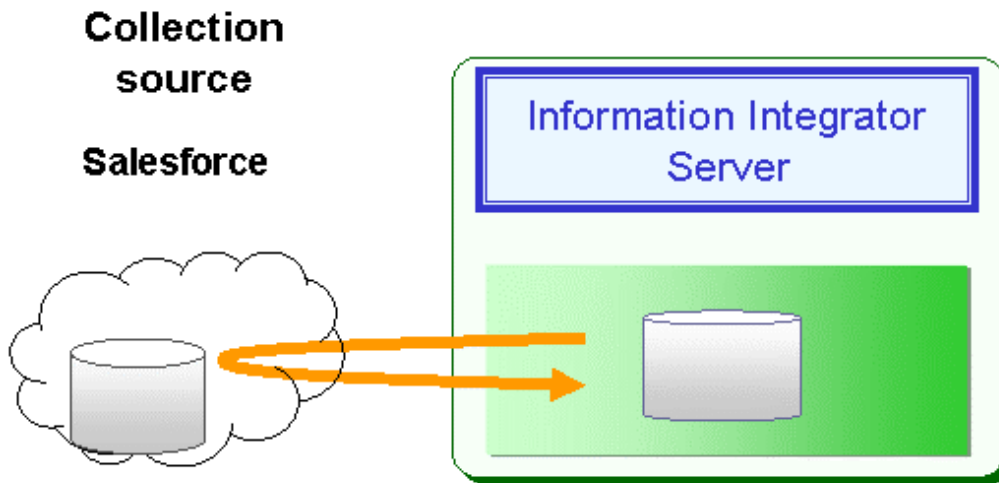 Collection
source
Salesforce
Information Integrator
Server